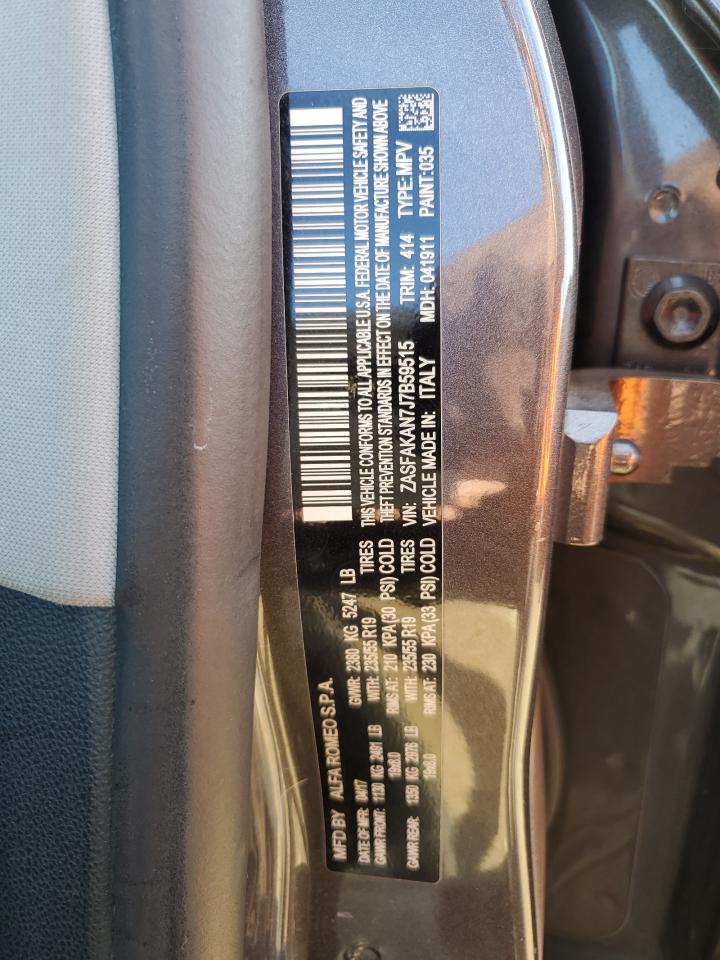 MFD BY ALFA ROMEO S.P.A.
DATE OF MFR: 04/17 GVWR: 2380 KG 5247 LB
GAWR FRONT: 1130 KG 2491 LB WITH: 235/55 R19 TIRES
RIMS AT: 210 KPA(30 PSI) COLD
GAWR REAR: 1350 KG 2976 LB WITH: 235/55 R19 TIRES
RIMS AT: 230 KPA(33 PSI) COLD
THIS VEHICLE CONFORMS TO ALL APPLICABLE U.S.A. FEDERAL MOTOR VEHICLE SAFETY AND
THEFT PREVENTION STANDARDS IN EFFECT ON THE DATE OF MANUFACTURE SHOWN ABOVE
VIN: ZASFAKAN7J7B59515 TRIM: 414 TYPE:MPV
VEHICLE MADE IN: ITALY MDH: 041911 PAINT:035